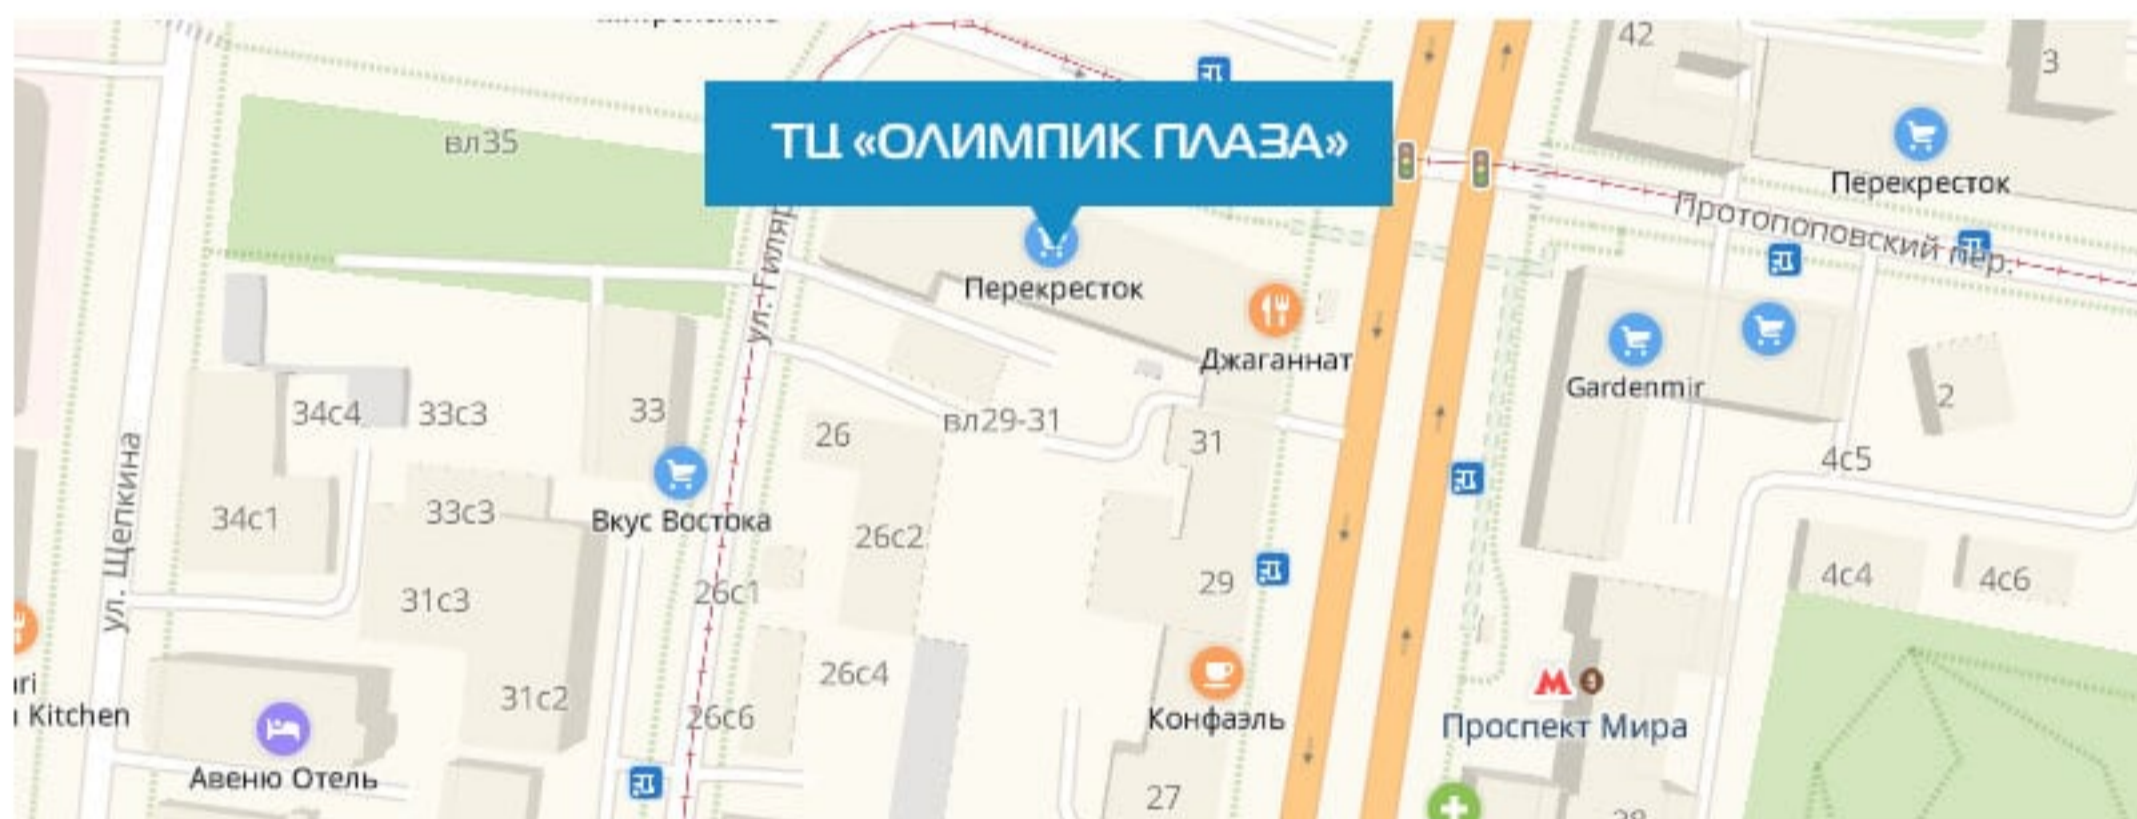 42
3
вл35
ТЦ «ОЛИМПИК ПЛАЗА»
Перекресток
Протопоповский пер.
ул. Гиляр
Перекресток
Джаганнат
Gardenmir
2
34с4
33с3
33
26
вл29-31
31
4с5
ул. Щепкина
34с1
33с3
Вкус Востока
26с2
29
4с4
4с6
31с3
26с1
26с4
31с2
26с6
Kitchen
Конфаэль
Проспект Мира
Авеню Отель
27